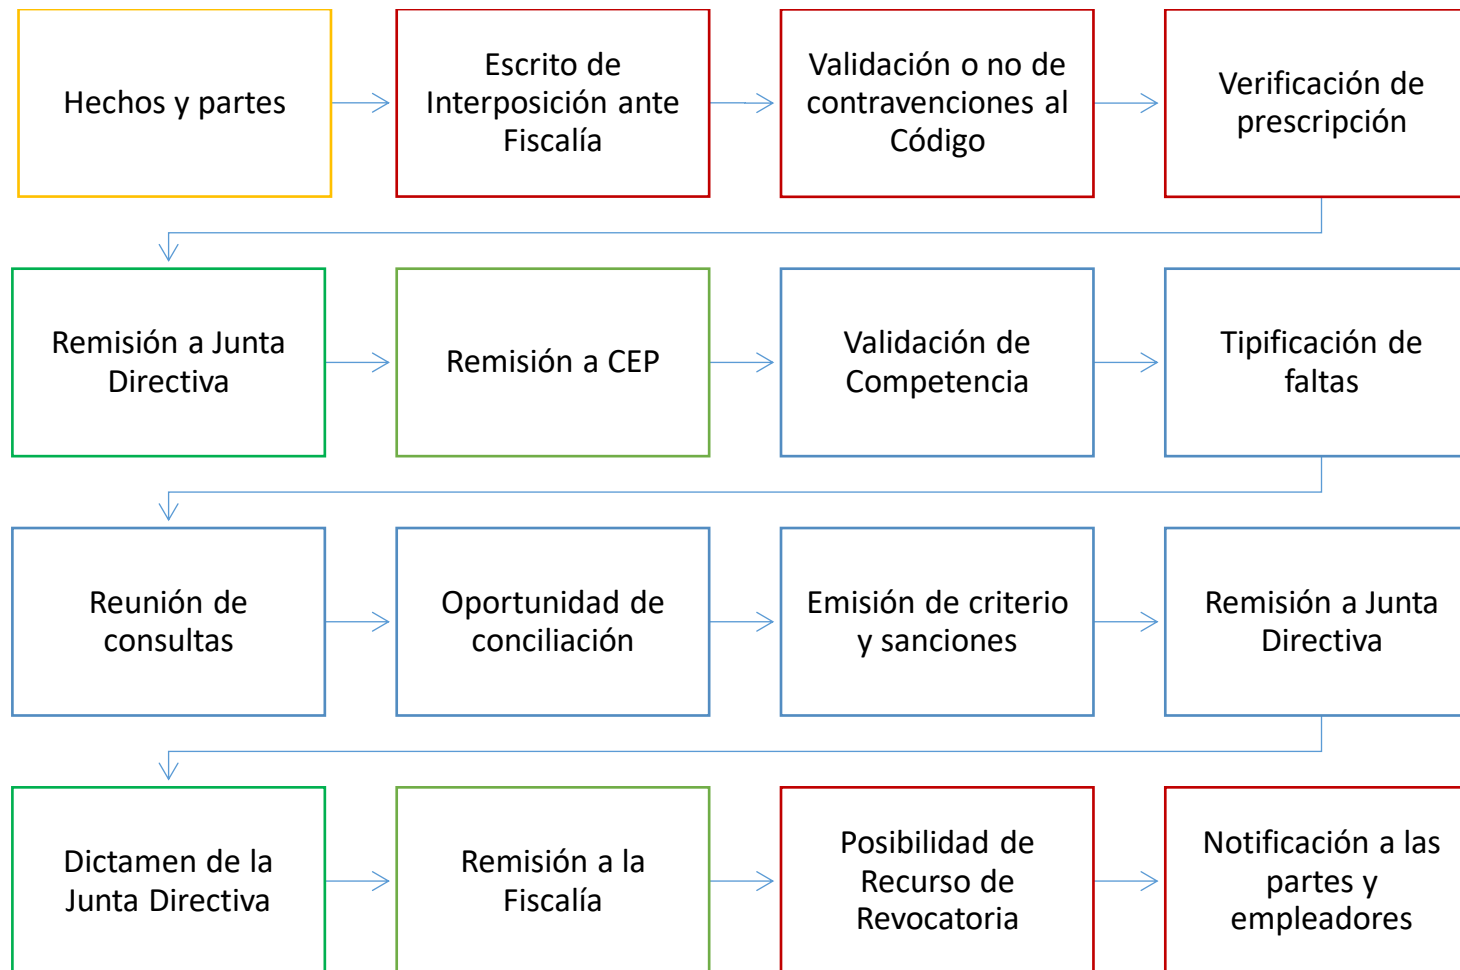 Hechos y partes
Escrito de
Interposición ante
Fiscalía
Validación o no de
contravenciones al
Código
Verificación de
prescripción
Remisión a Junta
Directiva
Remisión a CEP
Validación de
Competencia
Tipificación de
faltas
Reunión de
consultas
Oportunidad de
conciliación
Emisión de criterio
y sanciones
Remisión a Junta
Directiva
Dictamen de la
Junta Directiva
Remisión a la
Fiscalía
Posibilidad de
Recurso de
Revocatoria
Notificación a las
partes y
empleadores